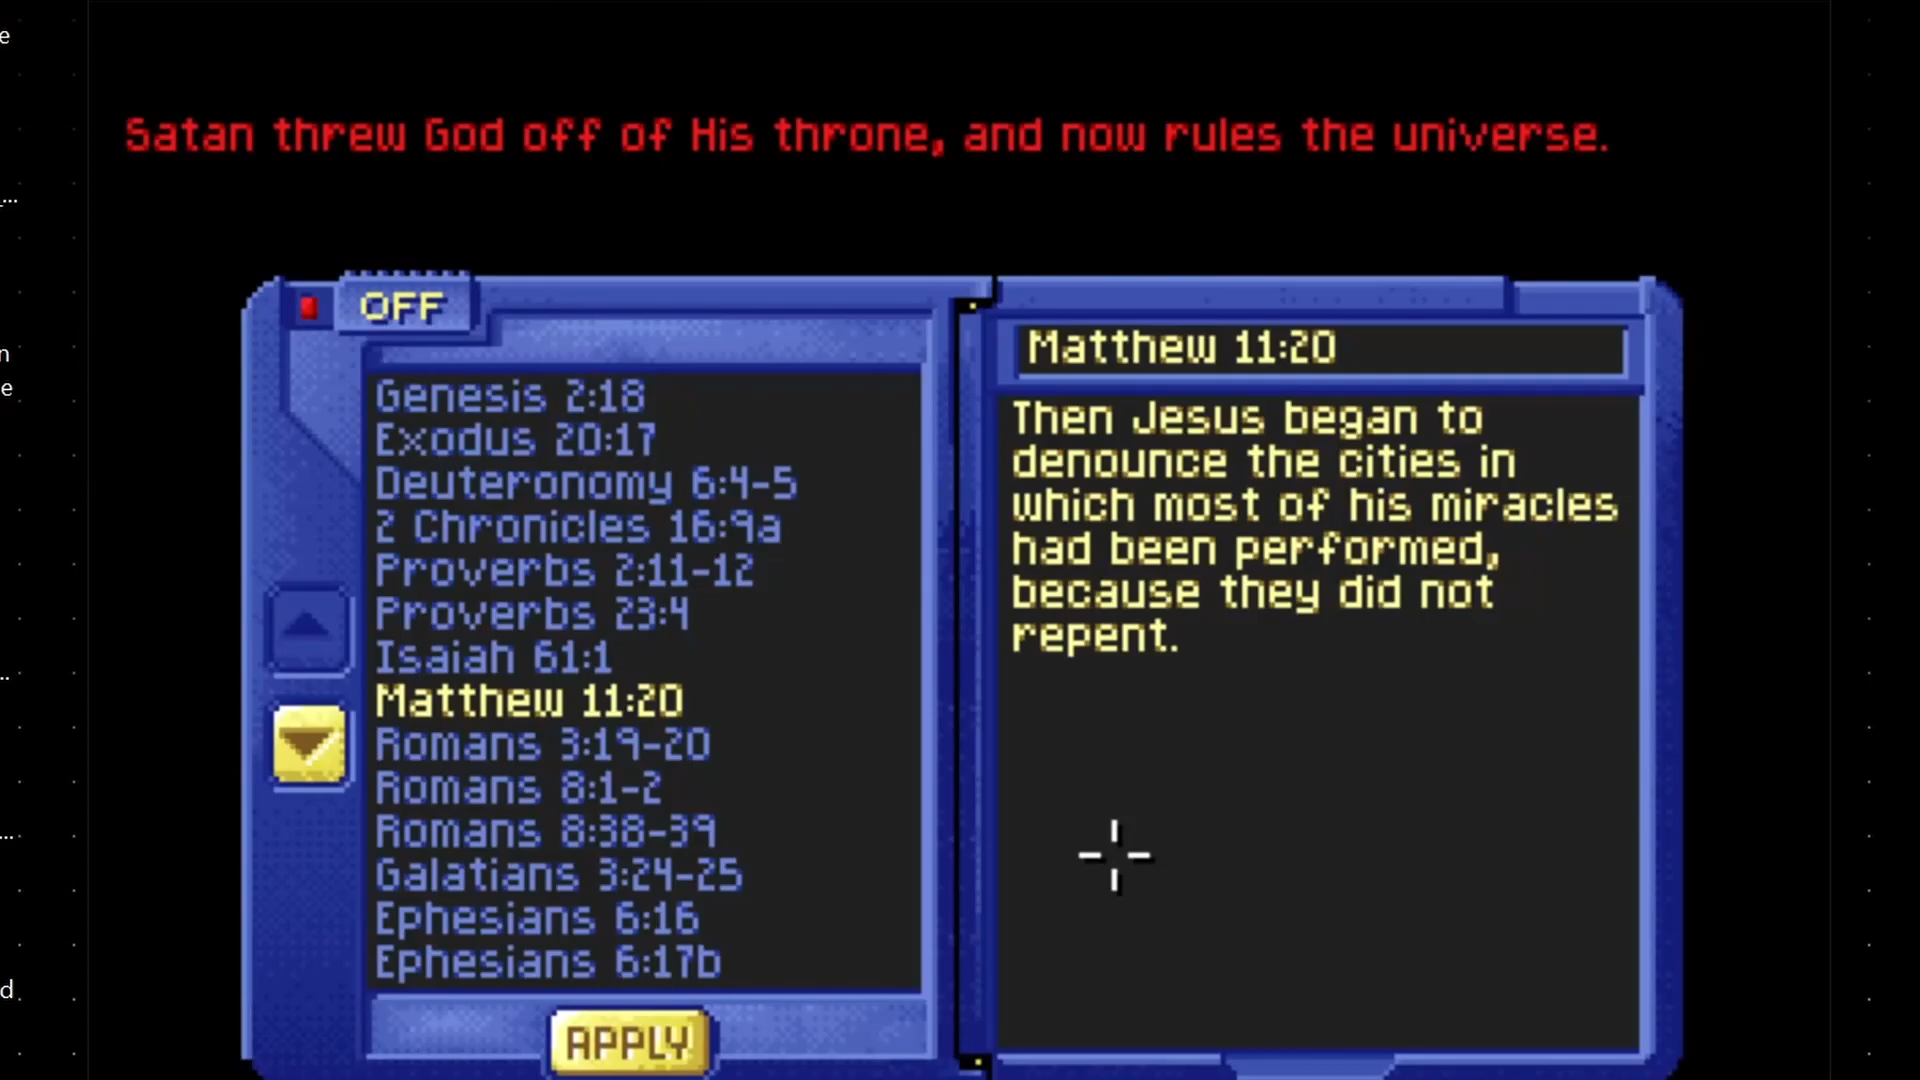 Satan threw God off of His throne, and now rules the universe.
OFF
Genesis 2:18
Exodus 20:17
Deuteronomy 6:4-5
2 Chronicles 16:9a
Proverbs 2:11-12
Proverbs 23:4
Isaiah 61:1
Matthew 11:20
Romans 3:19-20
Romans 8:1-2
Romans 8:38-39
Galatians 3:24-25
Ephesians 6:16
Ephesians 6:17b
APPLY
Matthew 11:20
Then Jesus began to
denounce the cities in
which most of his miracles
had been performed,
because they did not
repent.